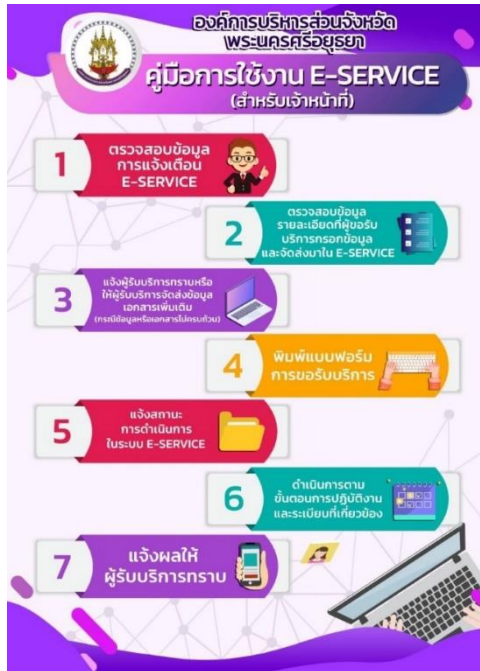 องค์การบริหารส่วนจังหวัด
พระนครศรีอยุธยา
คู่มือการใช้งาน E-SERVICE
(สำหรับเจ้าหน้าที่)
1
ตรวจสอบข้อมูล
การแจ้งเตือน
E-SERVICE
2
ตรวจสอบข้อมูล
รายละเอียดที่ผู้ขอรับ
บริการกรอกข้อมูล
และจัดส่งมาใน E-SERVICE
3
แจ้งผู้รับบริการทราบหรือ
ให้ผู้รับบริการจัดส่งข้อมูล
เอกสารเพิ่มเติม
(กรณีข้อมูลหรือเอกสารไม่ครบถ้วน)
4
พิมพ์แบบฟอร์ม
การขอรับบริการ
5
แจ้งสถานะ
การดำเนินการ
ในระบบ E-SERVICE
6
ดำเนินการตาม
ขั้นตอนการปฏิบัติงาน
และระเบียบที่เกี่ยวข้อง
7
แจ้งผลให้
ผู้รับบริการทราบ